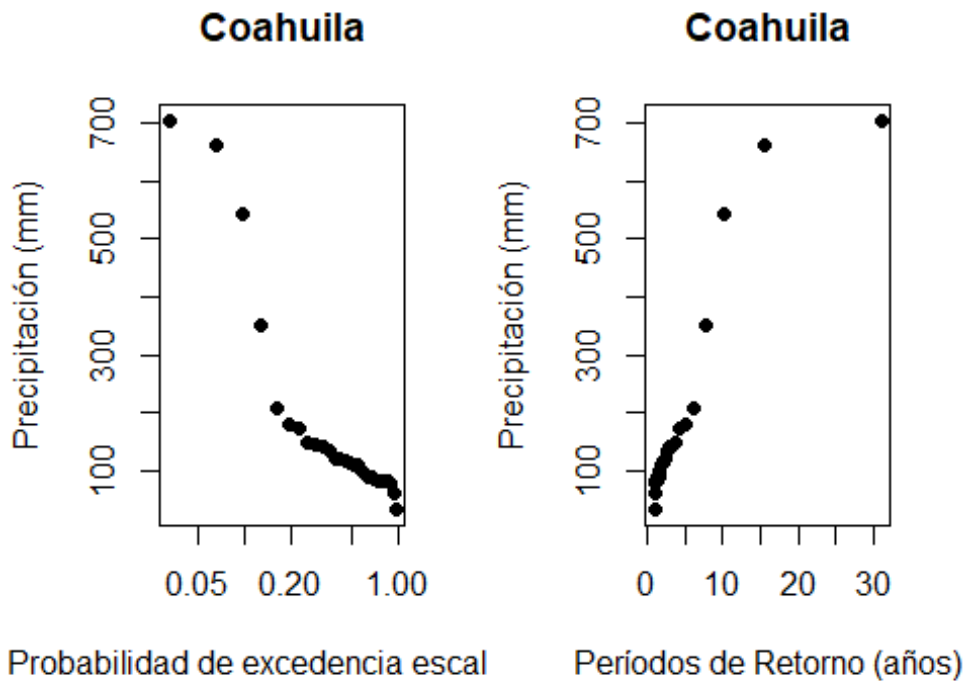 Coahuila
Precipitación (mm)
700
500
300
100
0.05 0.20 1.00
Probabilidad de excedencia escal
Coahuila
Precipitación (mm)
700
500
300
100
0 10 20 30
Períodos de Retorno (años)